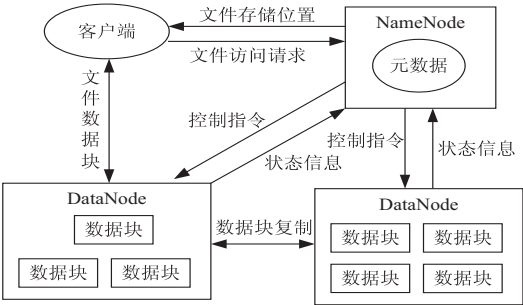 文件存储位置
NameNode
客户端
元数据
文件访问请求
文件数据块
控制指令
控制指令
状态信息
状态信息
DataNode
数据块
数据块 数据块
数据块复制
DataNode
数据块 数据块
数据块 数据块